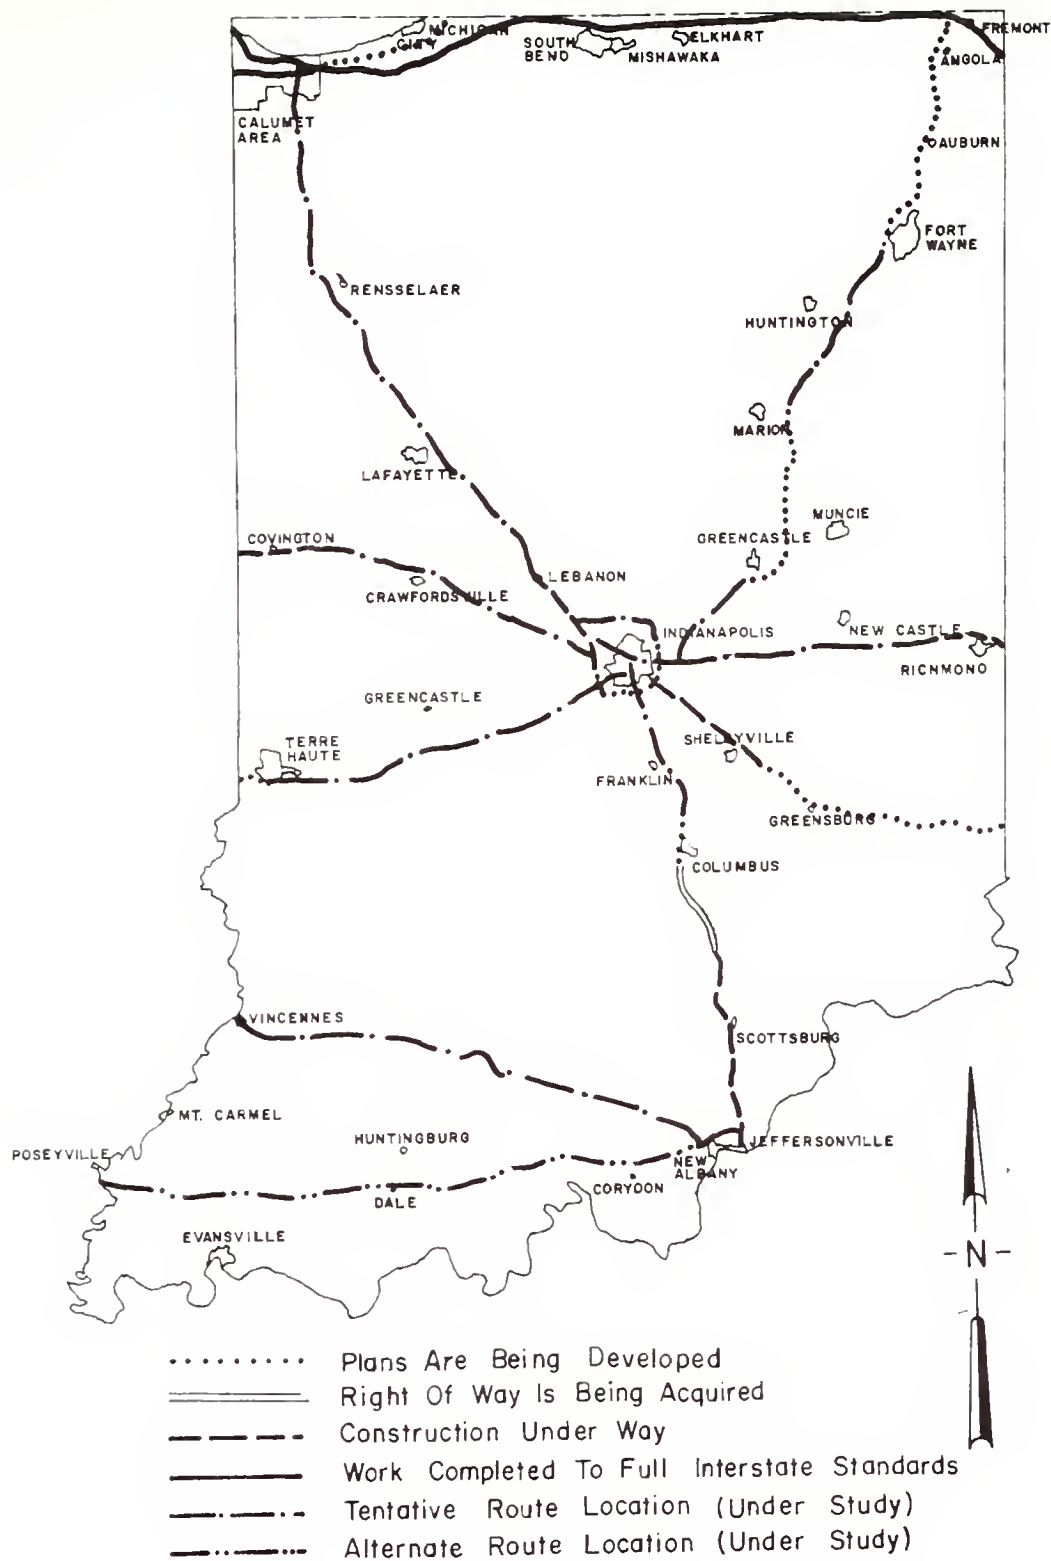 MICHIGAN
CITY
SOUTH
BEND
MISHAWAKA
ELKHART
FREMONT
ANGOLA
CALUMET
AREA
AUBURN
FORT
WAYNE
RENSSELAER
HUNTINGTON
MARION
LAFAYETTE
MUNCIE
COVINGTON
GREENCASTLE
LEBANON
CRAWFORDSVILLE
INDIANAPOLIS
NEW CASTLE
RICHMOND
GREENCASTLE
TERRE
HAUTE
SHELBYVILLE
FRANKLIN
GREENSBURG
COLUMBUS
VINCENNES
SCOTTSBURG
MT. CARMEL
POSEYVILLE
HUNTINGBURG
JEFFERSONVILLE
NEW
ALBANY
CORYDON
DALE
EVANSVILLE
-N-
Plans Are Being Developed
Right Of Way Is Being Acquired
Construction Under Way
Work Completed To Full Interstate Standards
Tentative Route Location (Under Study)
Alternate Route Location (Under Study)